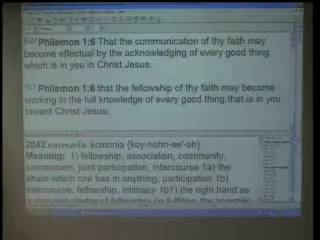 KJV Philemon 1:6 That the communication of thy faith may
become effectual by the acknowledging of every good thing
which is in you in Christ Jesus.
Philemon 1:6 that the fellowship of thy faith may become
working in the full knowledge of every good thing that is in you
toward Christ Jesus;
2842 koinonia {koy-nohn-ee'-ah}
Meaning: 1) fellowship, association, community,
communion, joint participation, intercourse 1a) the
share which one has in anything, participation 1b)
intercourse, fellowship, intimacy 1b1) the right hand as